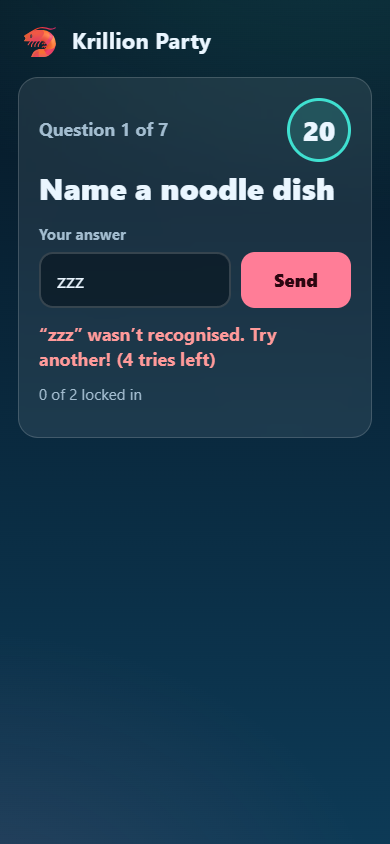 Krillion Party
Question 1 of 7
20
Name a noodle dish
Your answer
zzz
Send
“zzz” wasn’t recognised. Try
another! (4 tries left)
0 of 2 locked in